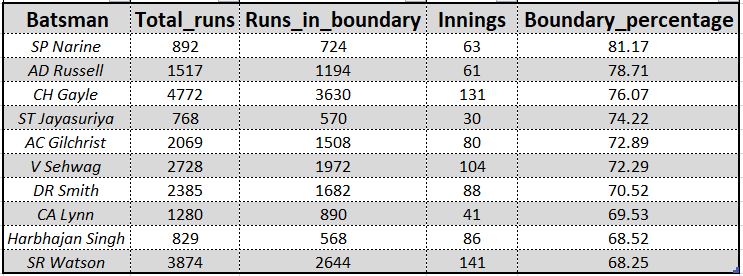 Batsman Total_runs Runs_in_boundary Innings Boundary_percentage
SP Narine 892 724 63 81.17
AD Russell 1517 1194 61 78.71
CH Gayle 4772 3630 131 76.07
ST Jayasuriya 768 570 30 74.22
AC Gilchrist 2069 1508 80 72.89
V Sehwag 2728 1972 104 72.29
DR Smith 2385 1682 88 70.52
CA Lynn 1280 890 41 69.53
Harbhajan Singh 829 568 86 68.52
SR Watson 3874 2644 141 68.25